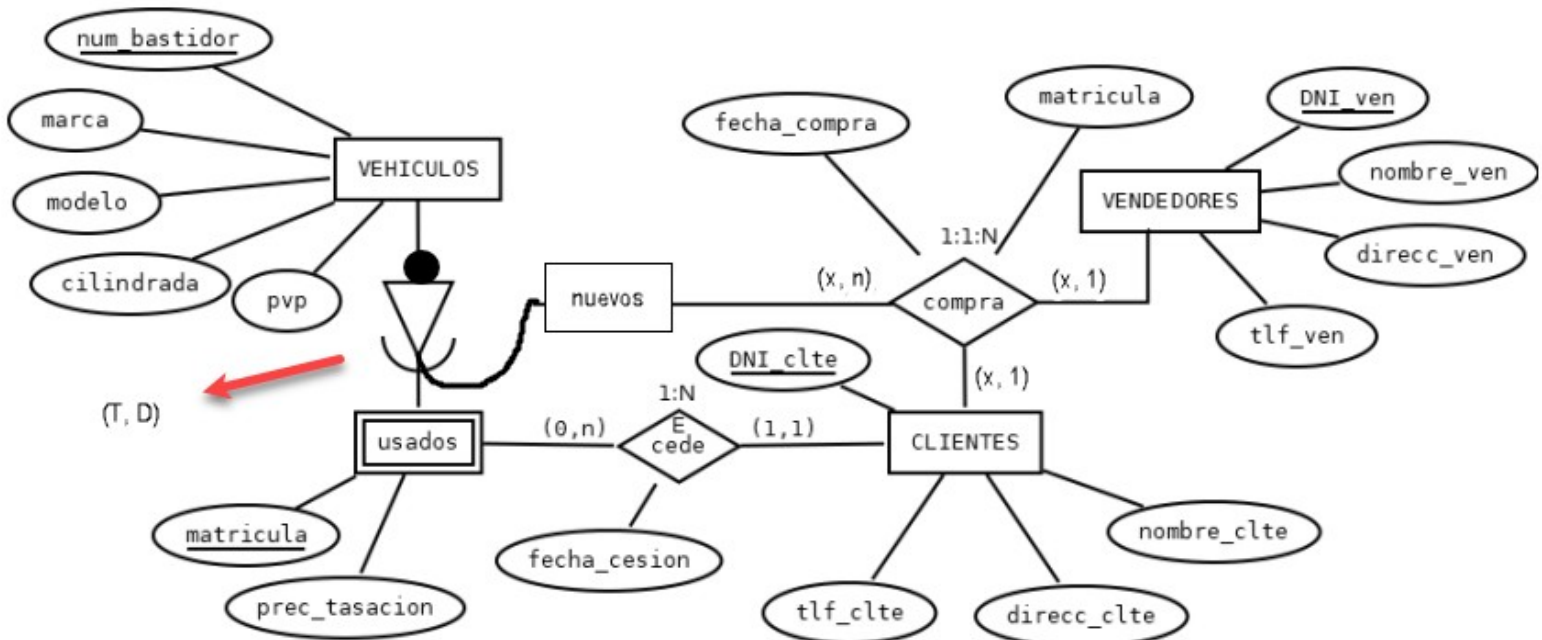 num_bastidor
marca
modelo
cilindrada
pvp
VEHICULOS
fecha_compra
matricula
DNI_ven
nombre_ven
VENDEDORES
direcc_ven
tlf_ven
1:1:N
(x, n)
compra
(x, 1)
nuevos
(x, 1)
DNI_clte
(T, D)
1:N
usados
(0,n)
E
cede
(1,1)
CLIENTES
matricula
fecha_cesion
nombre_clte
prec_tasacion
tlf_clte
direcc_clte